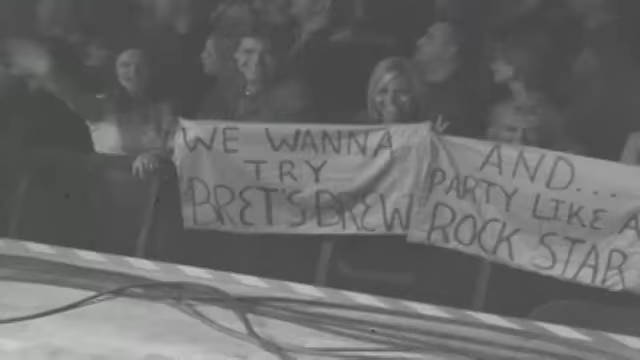 WE WANNA
TRY
BRET'S BREW
AND...
PARTY LIKE A
ROCK STAR